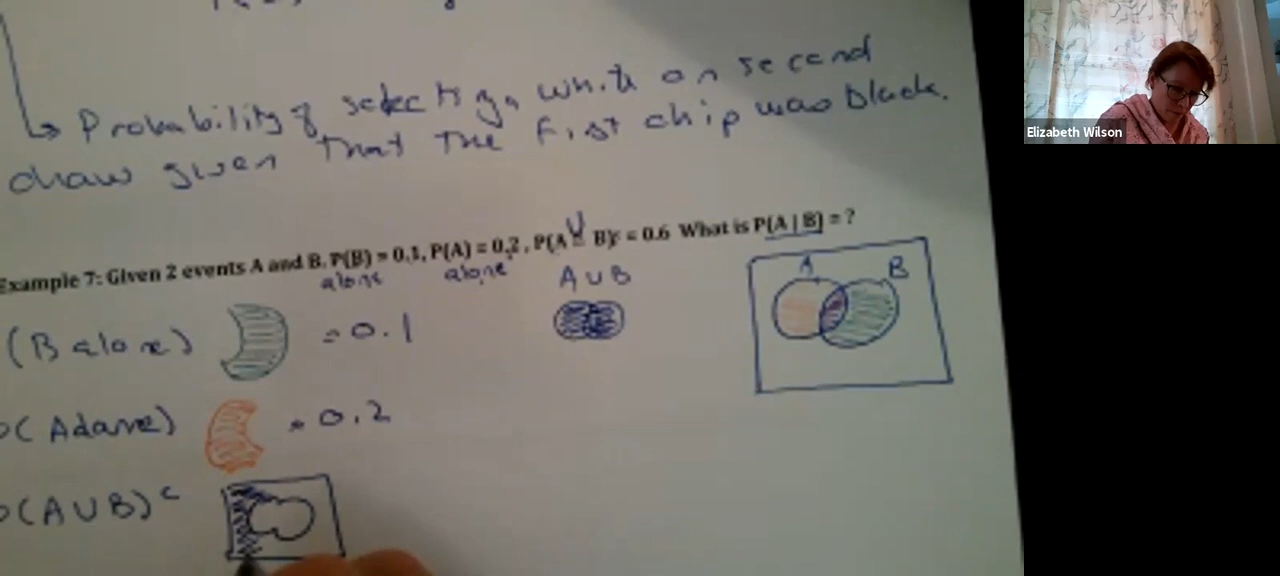 ↳ Probability of selecting white on second
draw given that the first chip was black.
Example 7: Given 2 events A and B. P(B) = 0.1, P(A) = 0.2, P(A ∪ B)ᶜ = 0.6 What is P(A | B) = ?
alone alone A ∪ B
A B
(B alone) = 0.1
P(A alone) = 0.2
P(A ∪ B)ᶜ
Elizabeth Wilson